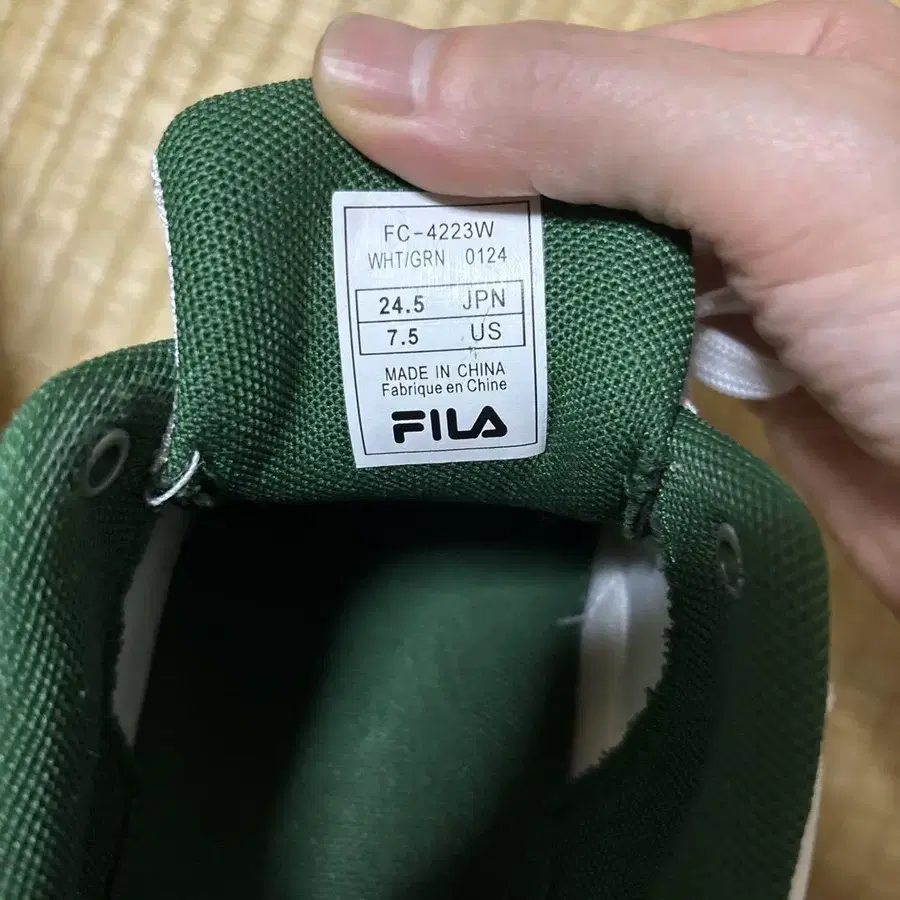 FC-4223W
WHT/GRN 0124
24.5 JPN
7.5 US
MADE IN CHINA
Fabrique en Chine
FILA